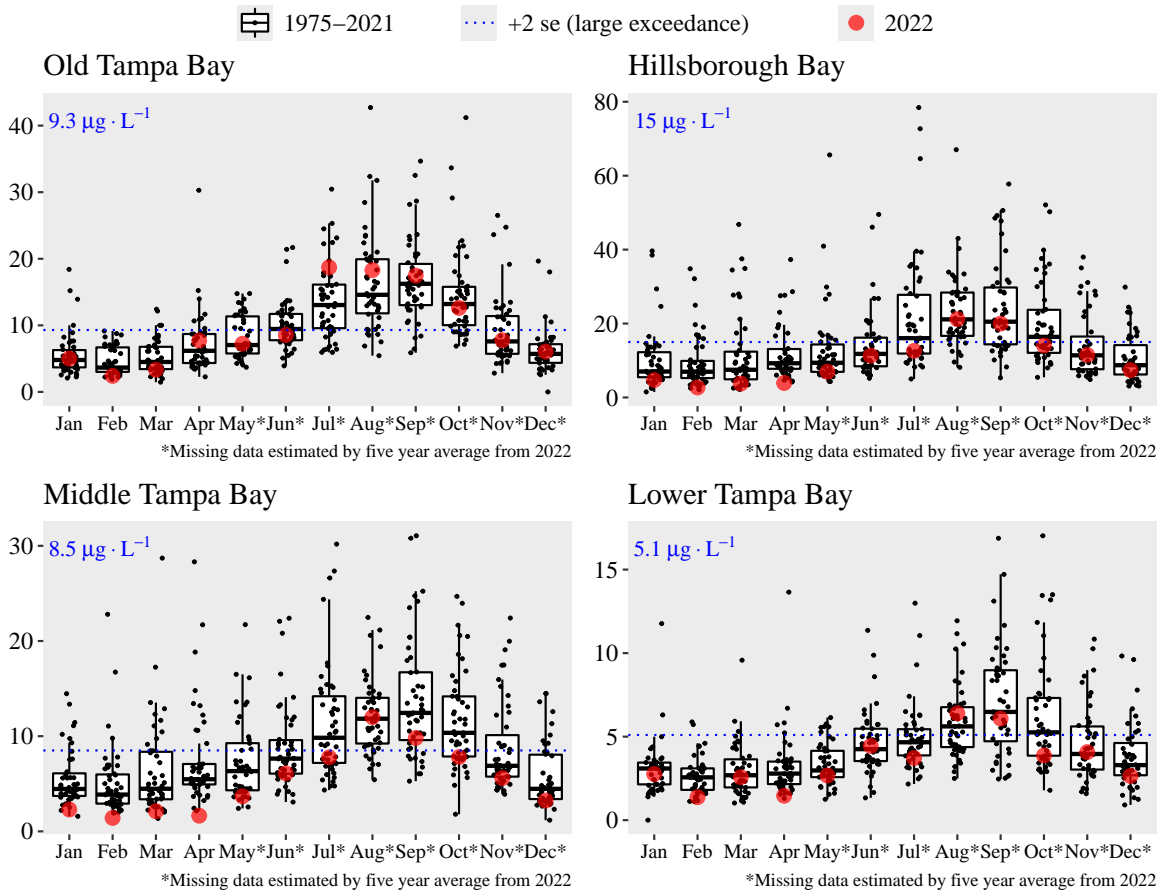 1975–2021 +2 se (large exceedance) 2022
Old Tampa Bay
9.3 μg · L⁻¹
40
30
20
10
0
Jan Feb Mar Apr May* Jun* Jul* Aug* Sep* Oct* Nov* Dec*
*Missing data estimated by five year average from 2022
Hillsborough Bay
15 μg · L⁻¹
80
60
40
20
0
Jan Feb Mar Apr May* Jun* Jul* Aug* Sep* Oct* Nov* Dec*
*Missing data estimated by five year average from 2022
Middle Tampa Bay
8.5 μg · L⁻¹
30
20
10
0
Jan Feb Mar Apr May* Jun* Jul* Aug* Sep* Oct* Nov* Dec*
*Missing data estimated by five year average from 2022
Lower Tampa Bay
5.1 μg · L⁻¹
15
10
5
0
Jan Feb Mar Apr May* Jun* Jul* Aug* Sep* Oct* Nov* Dec*
*Missing data estimated by five year average from 2022